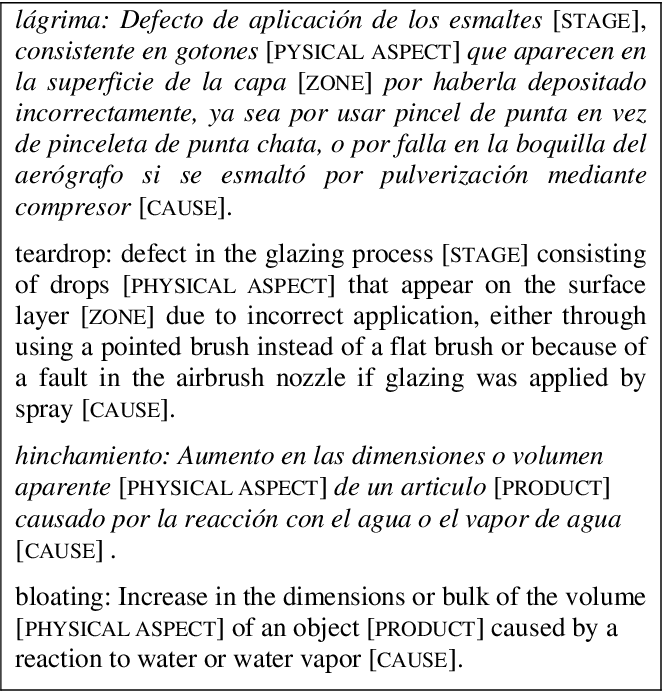 lágrima: Defecto de aplicación de los esmaltes [STAGE],
consistente en gotones [PYSICAL ASPECT] que aparecen en
la superficie de la capa [ZONE] por haberla depositado
incorrectamente, ya sea por usar pincel de punta en vez
de pinceleta de punta chata, o por falla en la boquilla del
aerógrafo si se esmaltó por pulverización mediante
compresor [CAUSE].
teardrop: defect in the glazing process [STAGE] consisting
of drops [PHYSICAL ASPECT] that appear on the surface
layer [ZONE] due to incorrect application, either through
using a pointed brush instead of a flat brush or because of
a fault in the airbrush nozzle if glazing was applied by
spray [CAUSE].
hinchamiento: Aumento en las dimensiones o volumen
aparente [PHYSICAL ASPECT] de un articulo [PRODUCT]
causado por la reacción con el agua o el vapor de agua
[CAUSE] .
bloating: Increase in the dimensions or bulk of the volume
[PHYSICAL ASPECT] of an object [PRODUCT] caused by a
reaction to water or water vapor [CAUSE].